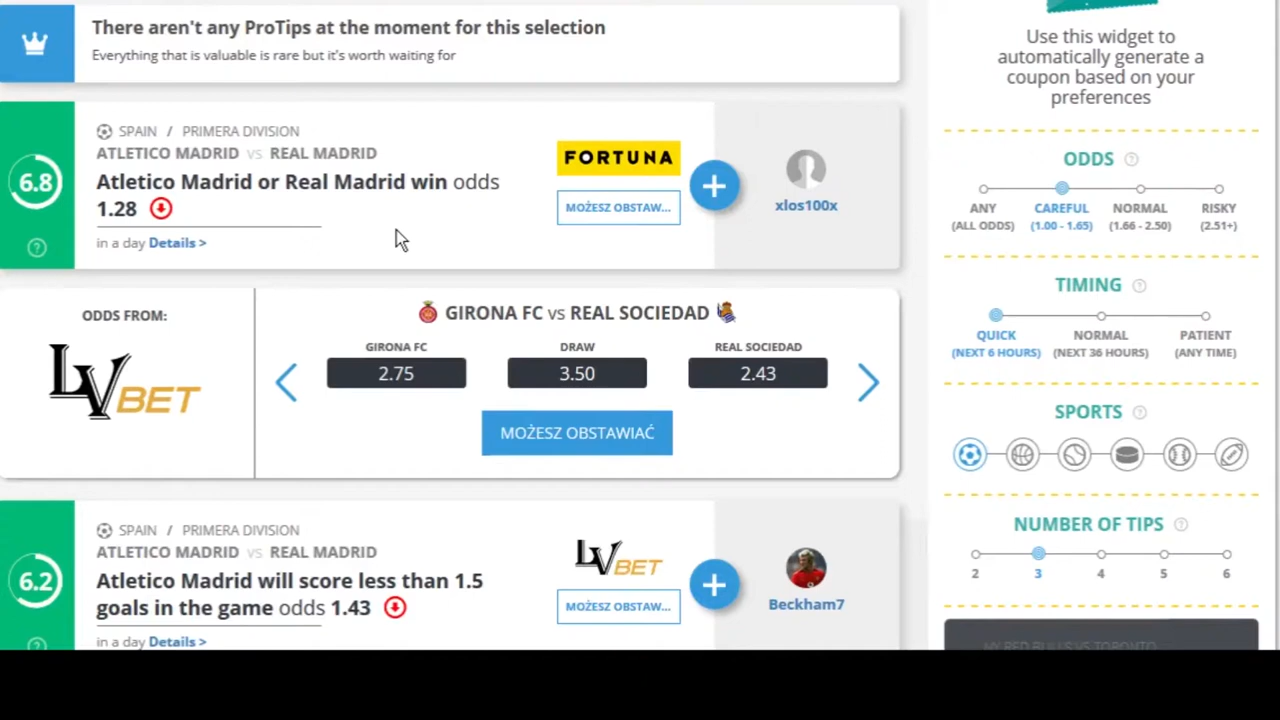 There aren't any ProTips at the moment for this selection
Everything that is valuable is rare but it's worth waiting for
6.8
SPAIN / PRIMERA DIVISION
ATLETICO MADRID VS REAL MADRID
Atletico Madrid or Real Madrid win odds
1.28
in a day Details >
FORTUNA
MOŻESZ OBSTAW...
xlos100x
ODDS FROM:
LVBET
GIRONA FC vs REAL SOCIEDAD
GIRONA FC DRAW REAL SOCIEDAD
2.75 3.50 2.43
MOŻESZ OBSTAWIAĆ
6.2
SPAIN / PRIMERA DIVISION
ATLETICO MADRID VS REAL MADRID
Atletico Madrid will score less than 1.5
goals in the game odds 1.43
in a day Details >
LVBET
MOŻESZ OBSTAW...
Beckham7
Use this widget to
automatically generate a
coupon based on your
preferences
ODDS ?
ANY CAREFUL NORMAL RISKY
(ALL ODDS) (1.00 - 1.65) (1.66 - 2.50) (2.51+)
TIMING ?
QUICK NORMAL PATIENT
(NEXT 6 HOURS) (NEXT 36 HOURS) (ANY TIME)
SPORTS ?
NUMBER OF TIPS ?
2 3 4 5 6
NY RED BULLS VS TORONTO